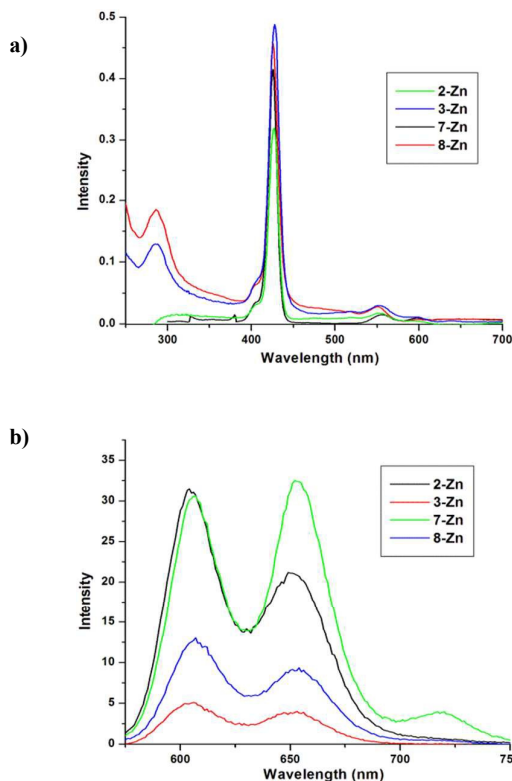 a)
0.5
0.4
0.3
0.2
0.1
0.0
Intensity
2-Zn
3-Zn
7-Zn
8-Zn
300 400 500 600 700
Wavelength (nm)
b)
35
30
25
20
15
10
5
0
Intensity
2-Zn
3-Zn
7-Zn
8-Zn
600 650 700 75
Wavelength(nm)